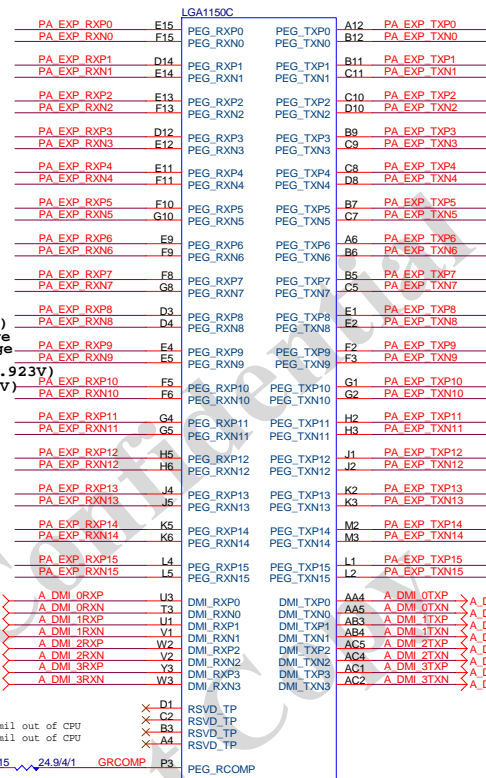 LGA1150C
PA_EXP_RXP0 E15 PEG_RXP0 PEG_TXP0 A12 PA_EXP_TXP0
PA_EXP_RXN0 F15 PEG_RXN0 PEG_TXN0 B12 PA_EXP_TXN0
PA_EXP_RXP1 D14 PEG_RXP1 PEG_TXP1 B11 PA_EXP_TXP1
PA_EXP_RXN1 E14 PEG_RXN1 PEG_TXN1 C11 PA_EXP_TXN1
PA_EXP_RXP2 E13 PEG_RXP2 PEG_TXP2 C10 PA_EXP_TXP2
PA_EXP_RXN2 F13 PEG_RXN2 PEG_TXN2 D10 PA_EXP_TXN2
PA_EXP_RXP3 D12 PEG_RXP3 PEG_TXP3 B9 PA_EXP_TXP3
PA_EXP_RXN3 E12 PEG_RXN3 PEG_TXN3 C9 PA_EXP_TXN3
PA_EXP_RXP4 E11 PEG_RXP4 PEG_TXP4 C8 PA_EXP_TXP4
PA_EXP_RXN4 F11 PEG_RXN4 PEG_TXN4 D8 PA_EXP_TXN4
PA_EXP_RXP5 F10 PEG_RXP5 PEG_TXP5 B7 PA_EXP_TXP5
PA_EXP_RXN5 G10 PEG_RXN5 PEG_TXN5 C7 PA_EXP_TXN5
PA_EXP_RXP6 E9 PEG_RXP6 PEG_TXP6 A6 PA_EXP_TXP6
PA_EXP_RXN6 F9 PEG_RXN6 PEG_TXN6 B6 PA_EXP_TXN6
PA_EXP_RXP7 F8 PEG_RXP7 PEG_TXP7 B5 PA_EXP_TXP7
PA_EXP_RXN7 G8 PEG_RXN7 PEG_TXN7 C5 PA_EXP_TXN7
PA_EXP_RXP8 D3 PEG_RXP8 PEG_TXP8 E1 PA_EXP_TXP8
) PA_EXP_RXN8 D4 PEG_RXN8 PEG_TXN8 E2 PA_EXP_TXN8
PA_EXP_RXP9 E4 PEG_RXP9 PEG_TXP9 F2 PA_EXP_TXP9
PA_EXP_RXN9 E5 PEG_RXN9 PEG_TXN9 F3 PA_EXP_TXN9
.923V)
PA_EXP_RXP10 F5 PEG_RXP10 PEG_TXP10 G1 PA_EXP_TXP10
V) PA_EXP_RXN10 F6 PEG_RXN10 PEG_TXN10 G2 PA_EXP_TXN10
PA_EXP_RXP11 G4 PEG_RXP11 PEG_TXP11 H2 PA_EXP_TXP11
PA_EXP_RXN11 G5 PEG_RXN11 PEG_TXN11 H3 PA_EXP_TXN11
PA_EXP_RXP12 H5 PEG_RXP12 PEG_TXP12 J1 PA_EXP_TXP12
PA_EXP_RXN12 H6 PEG_RXN12 PEG_TXN12 J2 PA_EXP_TXN12
PA_EXP_RXP13 J4 PEG_RXP13 PEG_TXP13 K2 PA_EXP_TXP13
PA_EXP_RXN13 J5 PEG_RXN13 PEG_TXN13 K3 PA_EXP_TXN13
PA_EXP_RXP14 K5 PEG_RXP14 PEG_TXP14 M2 PA_EXP_TXP14
PA_EXP_RXN14 K6 PEG_RXN14 PEG_TXN14 M3 PA_EXP_TXN14
PA_EXP_RXP15 L4 PEG_RXP15 PEG_TXP15 L1 PA_EXP_TXP15
PA_EXP_RXN15 L5 PEG_RXN15 PEG_TXN15 L2 PA_EXP_TXN15
A_DMI_0RXP U3 DMI_RXP0 DMI_TXP0 AA4 A_DMI_0TXP A_D
A_DMI_0RXN T3 DMI_RXN0 DMI_TXN0 AA5 A_DMI_0TXN A_D
A_DMI_1RXP U1 DMI_RXP1 DMI_TXP1 AB3 A_DMI_1TXP A_D
A_DMI_1RXN V1 DMI_RXN1 DMI_TXN1 AB4 A_DMI_1TXN A_D
A_DMI_2RXP W2 DMI_RXP2 DMI_TXP2 AC5 A_DMI_2TXP A_D
A_DMI_2RXN V2 DMI_RXN2 DMI_TXN2 AC4 A_DMI_2TXN A_D
A_DMI_3RXP Y3 DMI_RXP3 DMI_TXP3 AC1 A_DMI_3TXP A_D
A_DMI_3RXN W3 DMI_RXN3 DMI_TXN3 AC2 A_DMI_3TXN A_D
D1 RSVD_TP
C2 RSVD_TP
mil out of CPU B3 RSVD_TP
mil out of CPU A4 RSVD_TP
15 24.9/4/1 GRCOMP P3 PEG_RCOMP
Confidential
t Copy